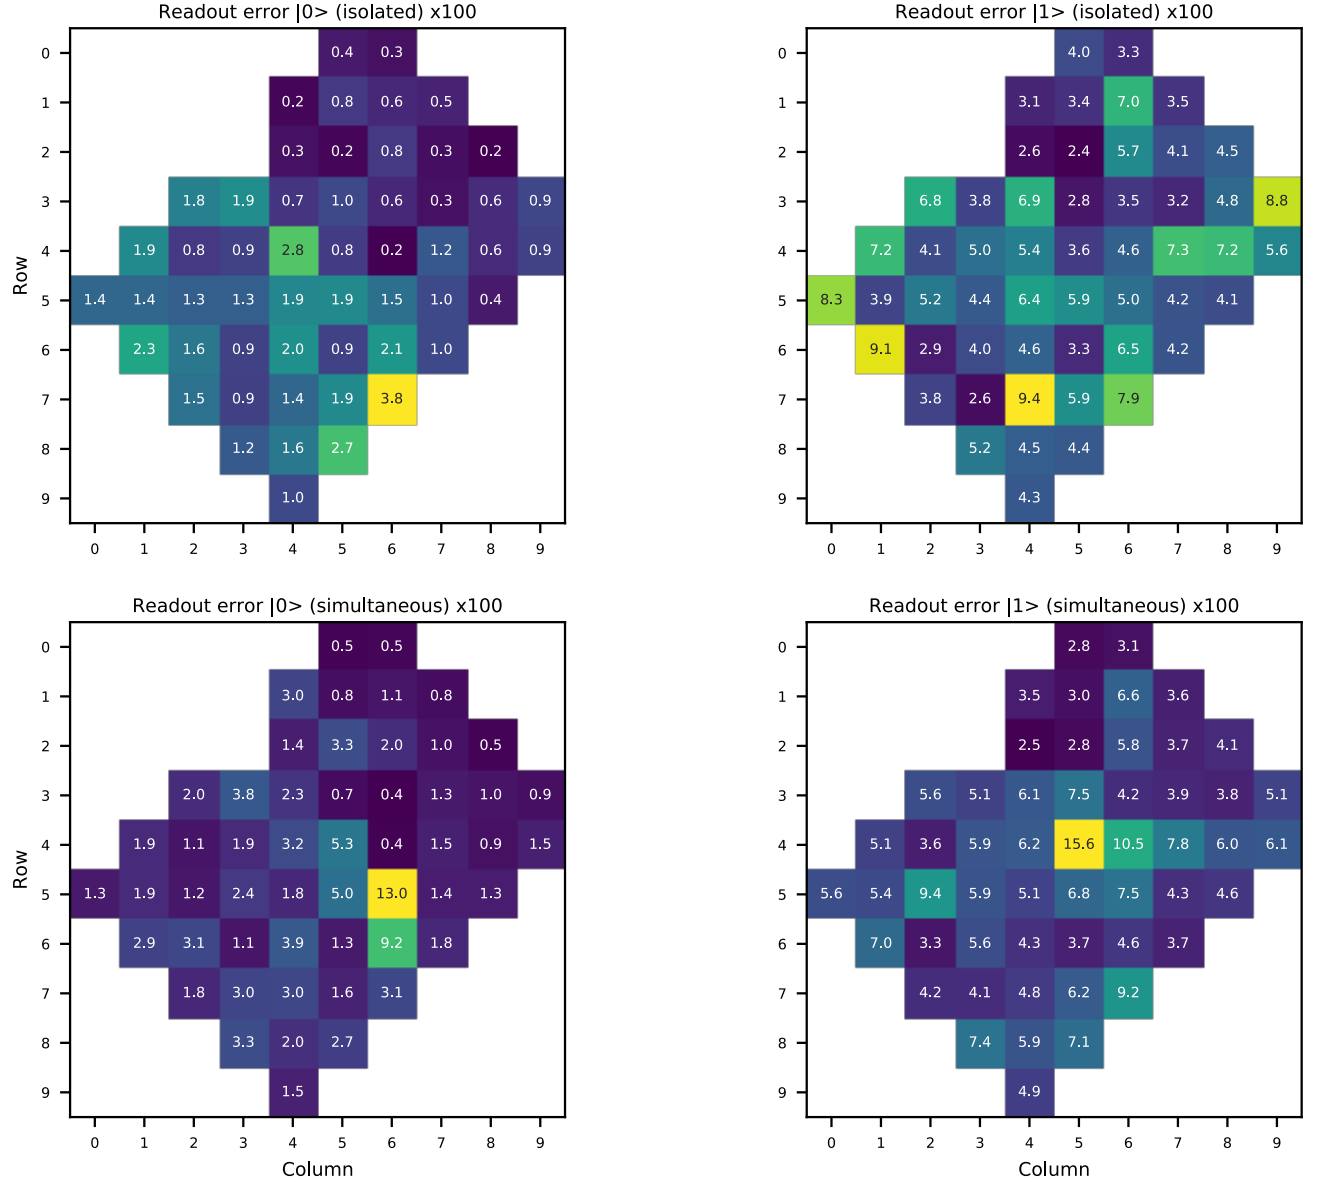 Readout error |0> (isolated) x100
0 0.4 0.3
1 0.2 0.8 0.6 0.5
2 0.3 0.2 0.8 0.3 0.2
3 1.8 1.9 0.7 1.0 0.6 0.3 0.6 0.9
4 1.9 0.8 0.9 2.8 0.8 0.2 1.2 0.6 0.9
5 1.4 1.4 1.3 1.3 1.9 1.9 1.5 1.0 0.4
6 2.3 1.6 0.9 2.0 0.9 2.1 1.0
7 1.5 0.9 1.4 1.9 3.8
8 1.2 1.6 2.7
9 1.0
0 1 2 3 4 5 6 7 8 9
Row
Readout error |1> (isolated) x100
0 4.0 3.3
1 3.1 3.4 7.0 3.5
2 2.6 2.4 5.7 4.1 4.5
3 6.8 3.8 6.9 2.8 3.5 3.2 4.8 8.8
4 7.2 4.1 5.0 5.4 3.6 4.6 7.3 7.2 5.6
5 8.3 3.9 5.2 4.4 6.4 5.9 5.0 4.2 4.1
6 9.1 2.9 4.0 4.6 3.3 6.5 4.2
7 3.8 2.6 9.4 5.9 7.9
8 5.2 4.5 4.4
9 4.3
0 1 2 3 4 5 6 7 8 9
Readout error |0> (simultaneous) x100
0 0.5 0.5
1 3.0 0.8 1.1 0.8
2 1.4 3.3 2.0 1.0 0.5
3 2.0 3.8 2.3 0.7 0.4 1.3 1.0 0.9
4 1.9 1.1 1.9 3.2 5.3 0.4 1.5 0.9 1.5
5 1.3 1.9 1.2 2.4 1.8 5.0 13.0 1.4 1.3
6 2.9 3.1 1.1 3.9 1.3 9.2 1.8
7 1.8 3.0 3.0 1.6 3.1
8 3.3 2.0 2.7
9 1.5
0 1 2 3 4 5 6 7 8 9
Row
Column
Readout error |1> (simultaneous) x100
0 2.8 3.1
1 3.5 3.0 6.6 3.6
2 2.5 2.8 5.8 3.7 4.1
3 5.6 5.1 6.1 7.5 4.2 3.9 3.8 5.1
4 5.1 3.6 5.9 6.2 15.6 10.5 7.8 6.0 6.1
5 5.6 5.4 9.4 5.9 5.1 6.8 7.5 4.3 4.6
6 7.0 3.3 5.6 4.3 3.7 4.6 3.7
7 4.2 4.1 4.8 6.2 9.2
8 7.4 5.9 7.1
9 4.9
0 1 2 3 4 5 6 7 8 9
Column